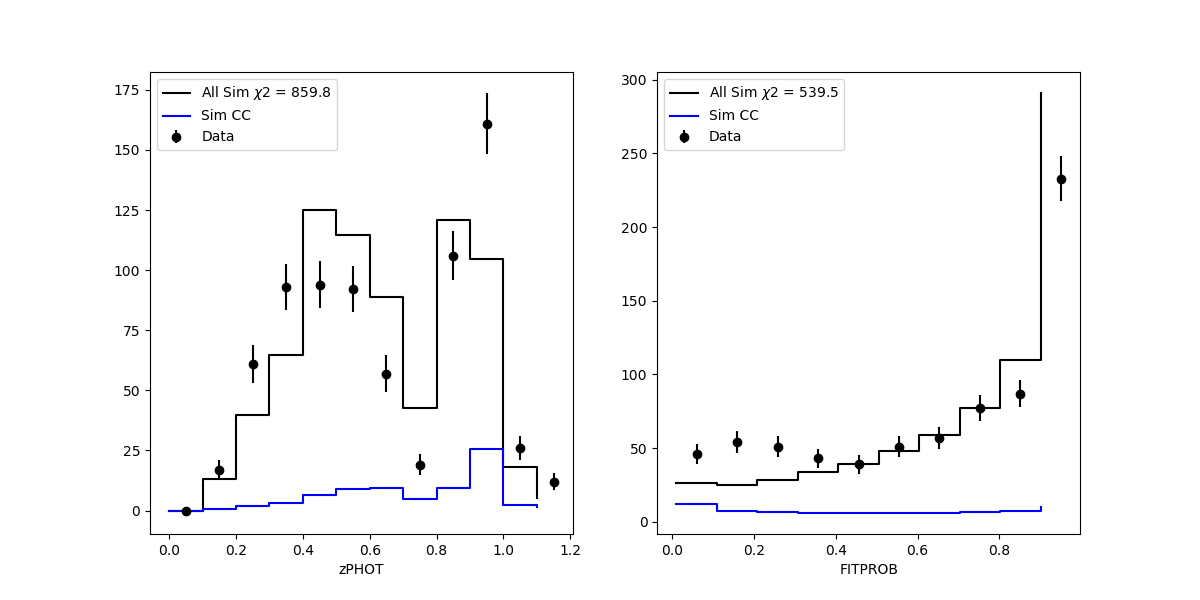 All Sim χ2 = 859.8
Sim CC
Data
175
150
125
100
75
50
25
0
0.0 0.2 0.4 0.6 0.8 1.0 1.2
zPHOT
All Sim χ2 = 539.5
Sim CC
Data
300
250
200
150
100
50
0
0.0 0.2 0.4 0.6 0.8
FITPROB